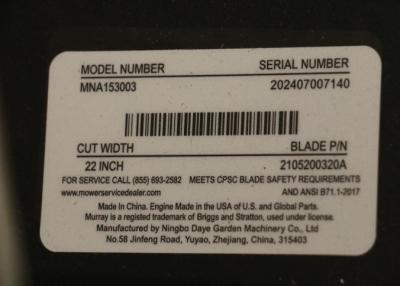 MODEL NUMBER SERIAL NUMBER
MNA153003 202407007140
CUT WIDTH BLADE P/N
22 INCH 2105200320A
FOR SERVICE CALL (855) 693-2582 MEETS CPSC BLADE SAFETY REQUIREMENTS
www.mowerservicedealer.com AND ANSI B71.1-2017
Made In China. Engine Made in the USA of U.S. and Global Parts.
Murray is a registered trademark of Briggs and Stratton, used under license.
Manufactured by Ningbo Daye Garden Machinery Co., Ltd
No.58 Jinfeng Road, Yuyao, Zhejiang, China, 315403